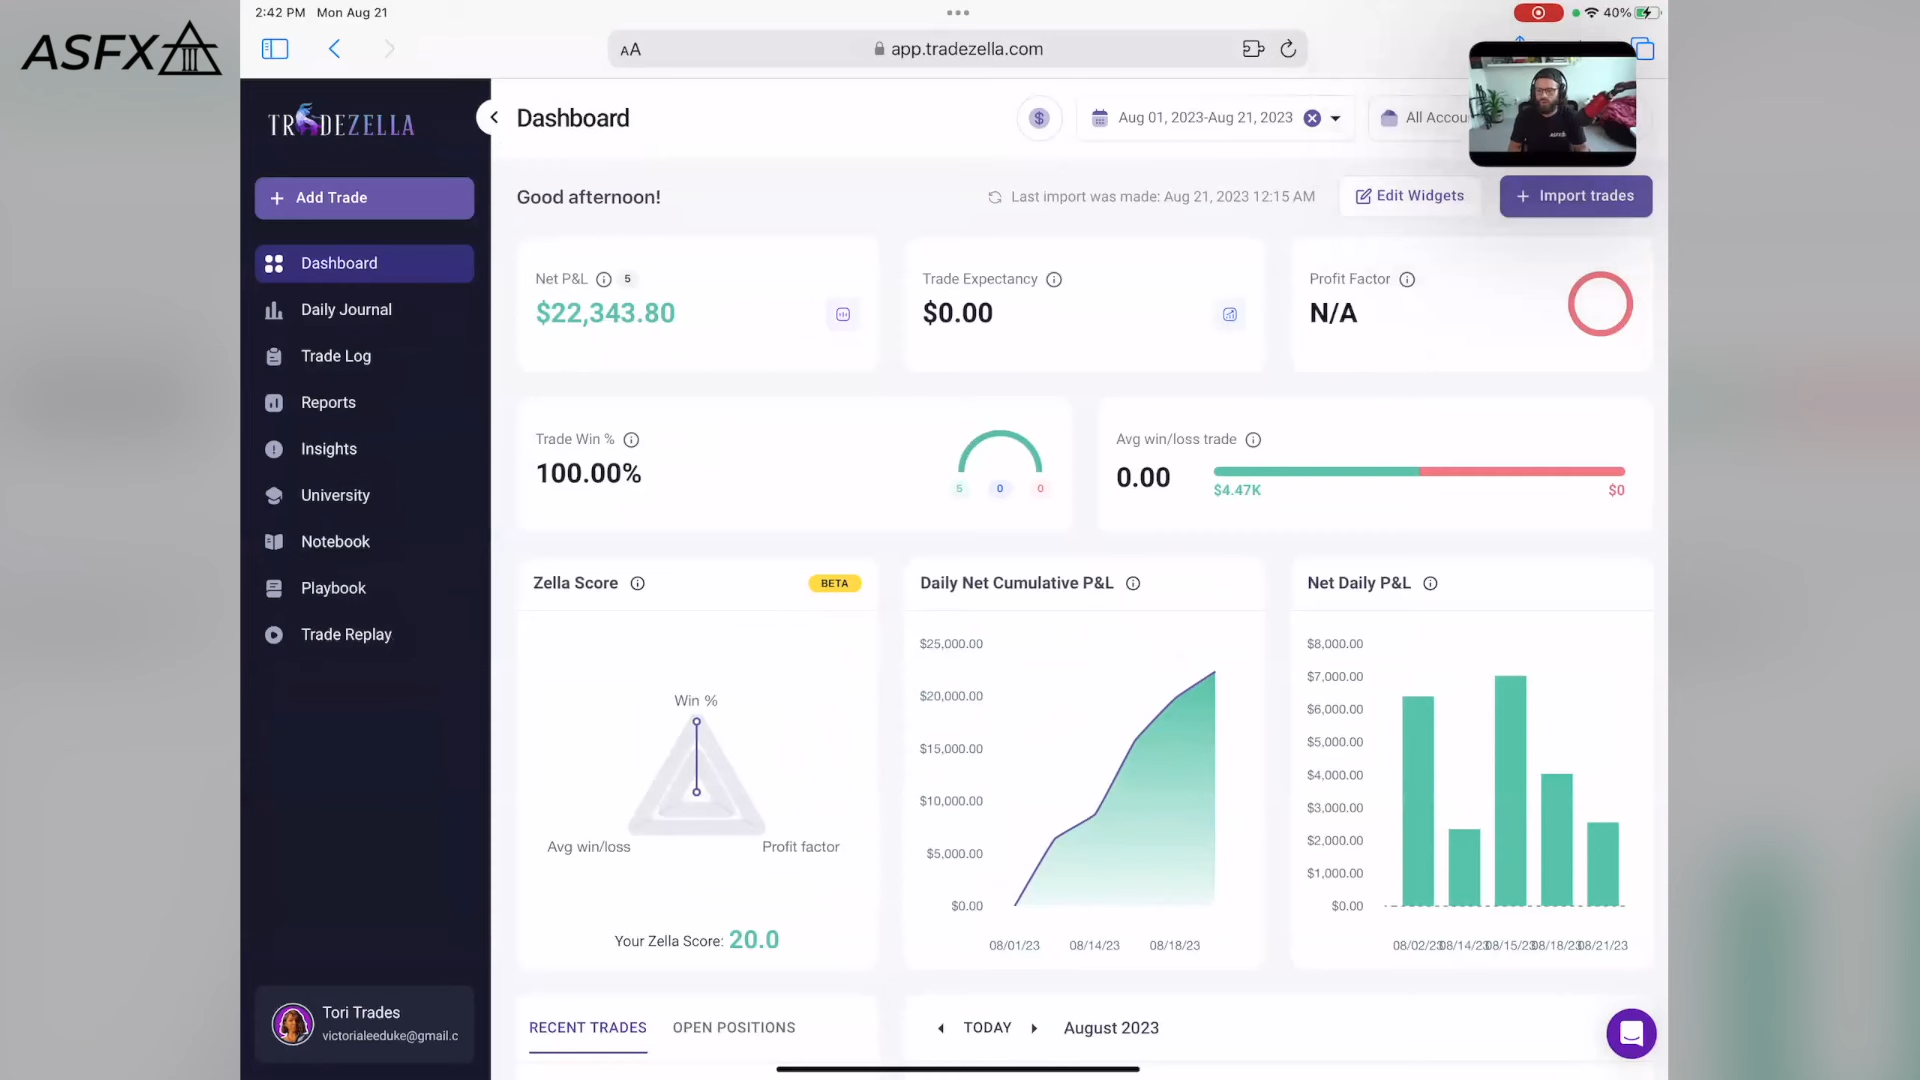 2:42 PM Mon Aug 21
40%
ASFX
AA
app.tradezella.com
TRADEZELLA
Dashboard
$
Aug 01, 2023-Aug 21, 2023
All Accou
+ Add Trade
Good afternoon!
Last import was made: Aug 21, 2023 12:15 AM
Edit Widgets
+ Import trades
Dashboard
Daily Journal
Trade Log
Reports
Insights
University
Notebook
Playbook
Trade Replay
Net P&L 5
$22,343.80
Trade Expectancy
$0.00
Profit Factor
N/A
Trade Win %
100.00%
5 0 0
Avg win/loss trade
0.00
$4.47K
$0
Zella Score
BETA
Win %
Avg win/loss
Profit factor
Your Zella Score: 20.0
Daily Net Cumulative P&L
$25,000.00
$20,000.00
$15,000.00
$10,000.00
$5,000.00
$0.00
08/01/23 08/14/23 08/18/23
Net Daily P&L
$8,000.00
$7,000.00
$6,000.00
$5,000.00
$4,000.00
$3,000.00
$2,000.00
$1,000.00
$0.00
08/02/23 08/14/23 08/15/23 08/18/23 08/21/23
Tori Trades
victorialeeduke@gmail.c
RECENT TRADES
OPEN POSITIONS
TODAY
August 2023